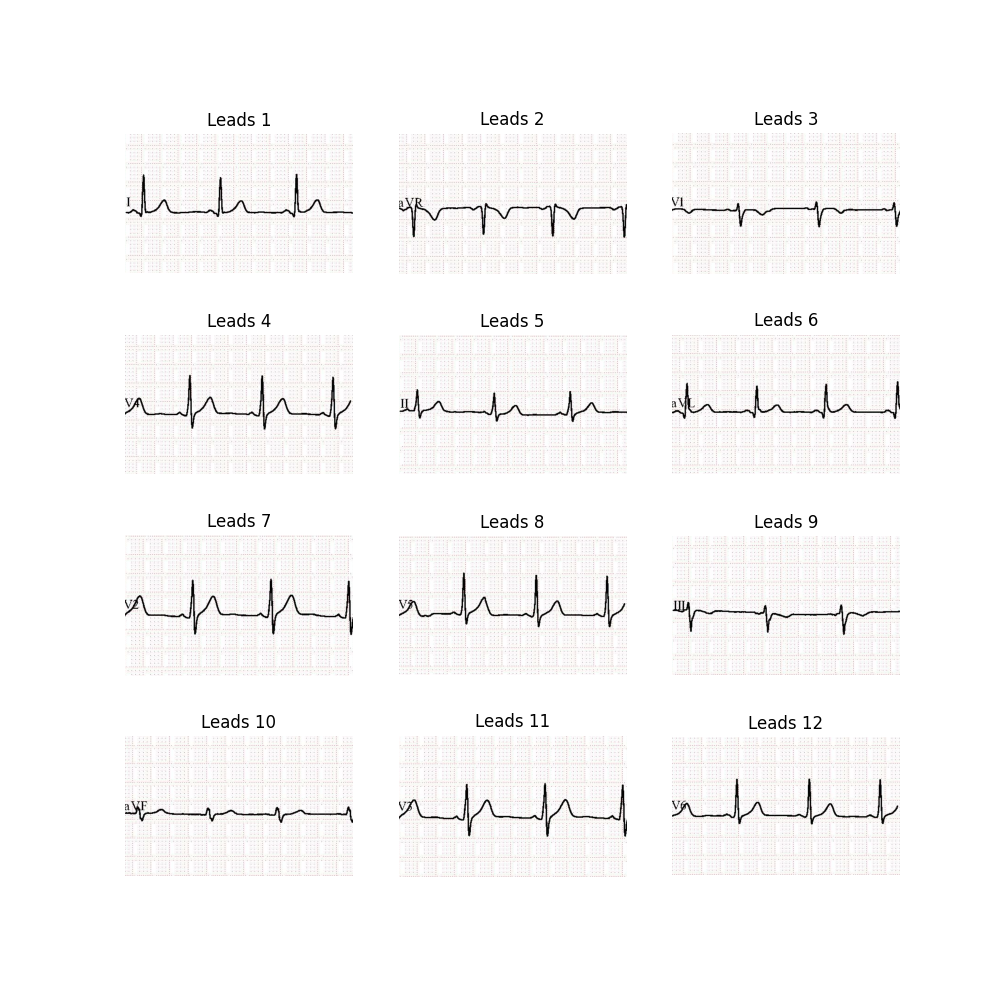 Leads 1
Leads 2
Leads 3
I
aVR
V1
Leads 4
Leads 5
Leads 6
V4
II
aVL
Leads 7
Leads 8
Leads 9
V2
V5
III
Leads 10
Leads 11
Leads 12
aVF
V3
V6